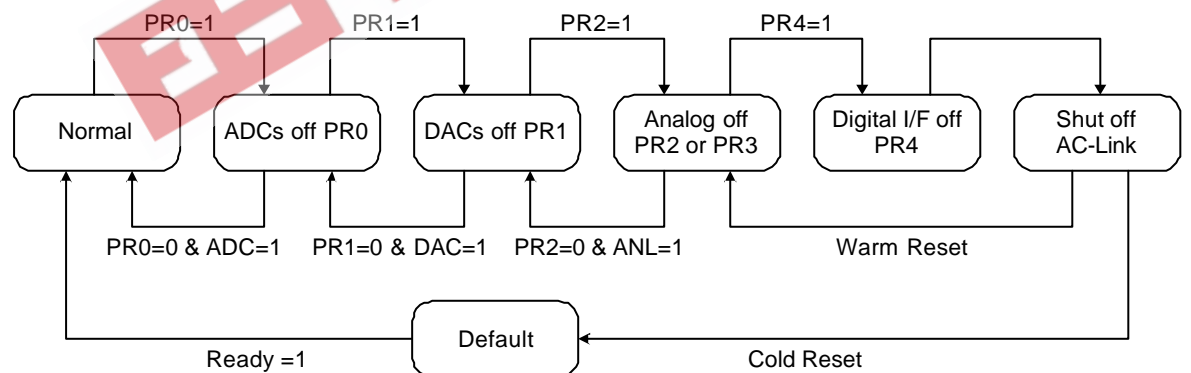 PR0=1
PR1=1
PR2=1
PR4=1
Normal
ADCs off PR0
DACs off PR1
Analog off
PR2 or PR3
Digital I/F off
PR4
Shut off
AC-Link
PR0=0 & ADC=1
PR1=0 & DAC=1
PR2=0 & ANL=1
Warm Reset
Default
Ready =1
Cold Reset